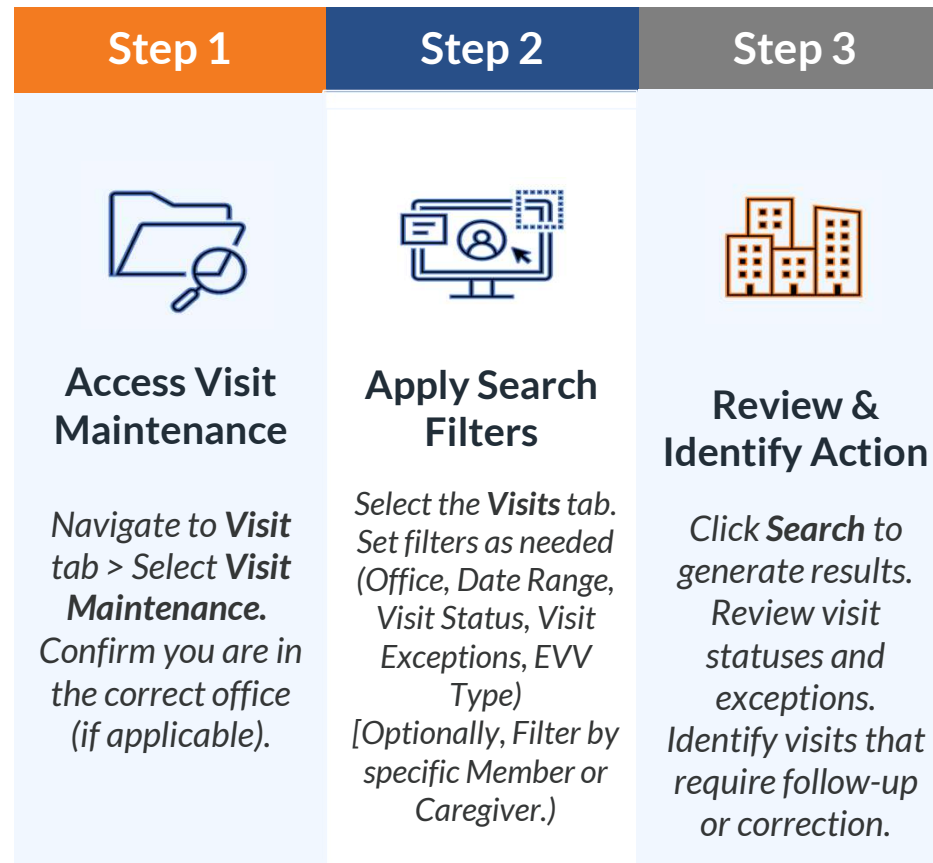 Step 1
Step 2
Step 3
Access Visit
Maintenance
Navigate to Visit
tab > Select Visit
Maintenance.
Confirm you are in
the correct office
(if applicable).
Apply Search
Filters
Select the Visits tab.
Set filters as needed
(Office, Date Range,
Visit Status, Visit
Exceptions, EVV
Type)
[Optionally, Filter by
specific Member or
Caregiver.)
Review &
Identify Action
Click Search to
generate results.
Review visit
statuses and
exceptions.
Identify visits that
require follow-up
or correction.